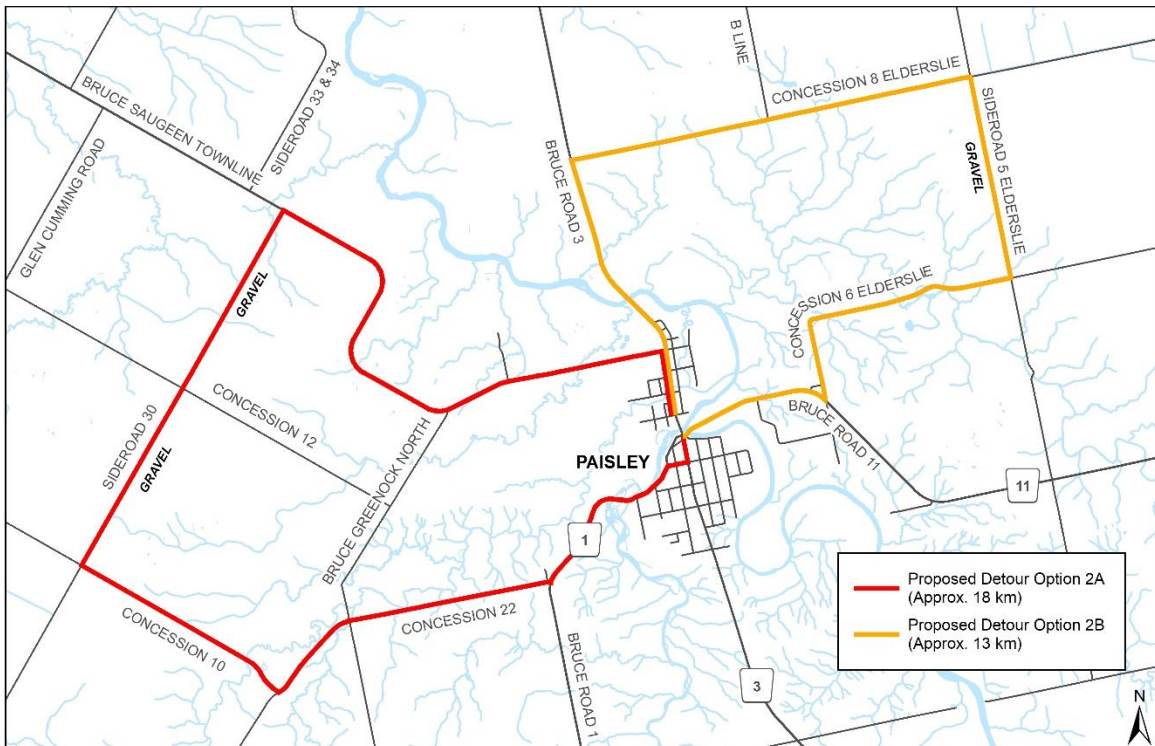 B LINE
CONCESSION 8 ELDERSLIE
SIDEROAD 33 & 34
BRUCE SAUGEEN TOWNLINE
SIDEROAD 5 ELDERSLIE
GRAVEL
GLEN CUMMING ROAD
BRUCE ROAD 3
GRAVEL
CONCESSION 6 ELDERSLIE
CONCESSION 12
SIDEROAD 30
GRAVEL
BRUCE GREENOCK NORTH
PAISLEY
BRUCE ROAD 11
11
1
CONCESSION 22
CONCESSION 10
BRUCE ROAD 1
3
Proposed Detour Option 2A
(Approx. 18 km)
Proposed Detour Option 2B
(Approx. 13 km)
N